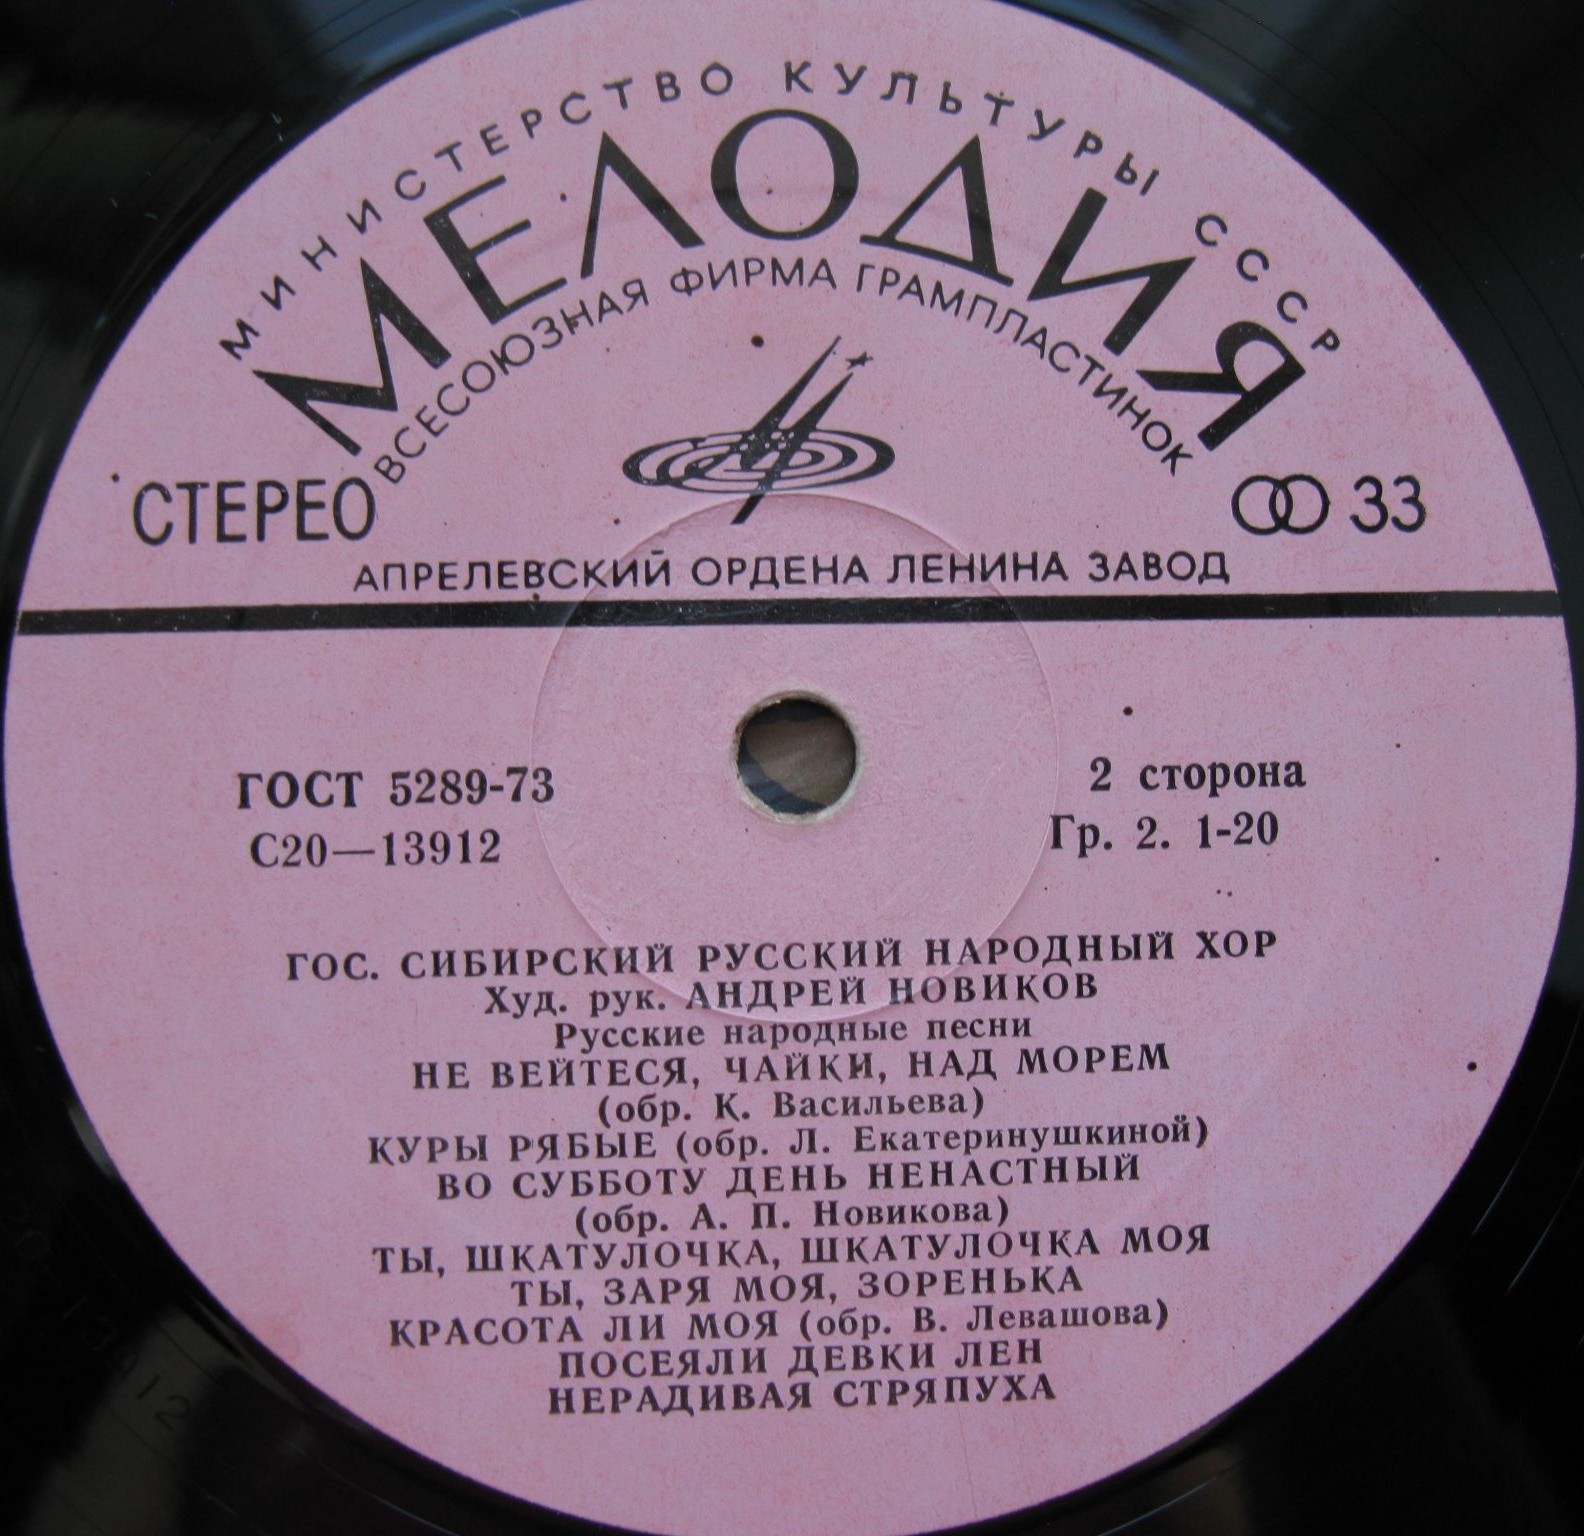 МИНИСТЕРСТВО КУЛЬТУРЫ СССР
МЕЛОДИЯ
ВСЕСОЮЗНАЯ ФИРМА ГРАМПЛАСТИНОК
СТЕРЕО
33
АПРЕЛЕВСКИЙ ОРДЕНА ЛЕНИНА ЗАВОД
ГОСТ 5289-73
2 сторона
С20—13912
Гр. 2. 1-20
ГОС. СИБИРСКИЙ РУССКИЙ НАРОДНЫЙ ХОР
Худ. рук. АНДРЕЙ НОВИКОВ
Русские народные песни
НЕ ВЕЙТЕСЯ, ЧАЙКИ, НАД МОРЕМ
(обр. К. Васильева)
КУРЫ РЯБЫЕ (обр. Л. Екатеринушкиной)
ВО СУББОТУ ДЕНЬ НЕНАСТНЫЙ
(обр. А. П. Новикова)
ТЫ, ШКАТУЛОЧКА, ШКАТУЛОЧКА МОЯ
ТЫ, ЗАРЯ МОЯ, ЗОРЕНЬКА
КРАСОТА ЛИ МОЯ (обр. В. Левашова)
ПОСЕЯЛИ ДЕВКИ ЛЕН
НЕРАДИВАЯ СТРЯПУХА